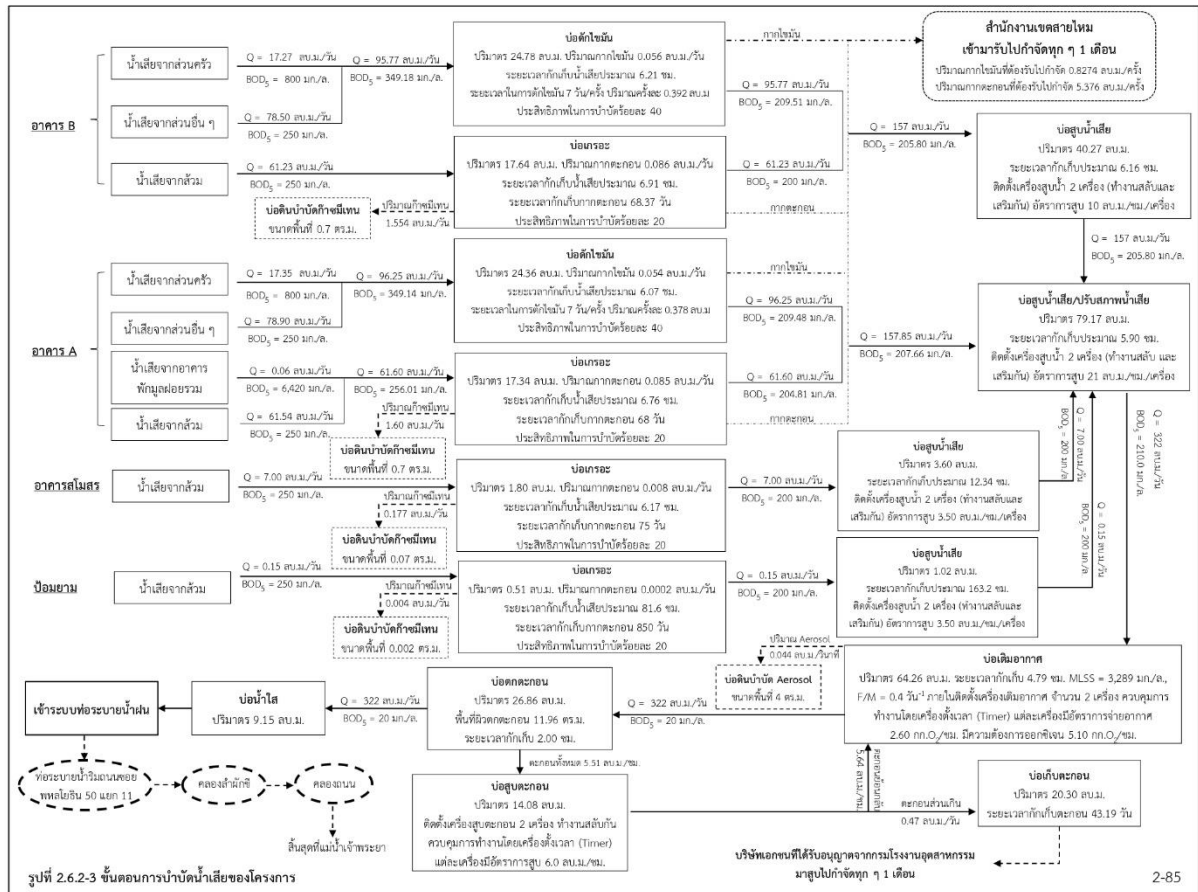 อาคาร B
น้ำเสียจากส่วนครัว
Q = 17.27 ลบ.ม./วัน
BOD5 = 800 มก./ล.
Q = 95.77 ลบ.ม./วัน
BOD5 = 349.18 มก./ล.
น้ำเสียจากส่วนอื่น ๆ
Q = 78.50 ลบ.ม./วัน
BOD5 = 250 มก./ล.
น้ำเสียจากส้วม
Q = 61.23 ลบ.ม./วัน
BOD5 = 250 มก./ล.
บ่อดักไขมัน
ปริมาตร 24.78 ลบ.ม. ปริมาณกากไขมัน 0.056 ลบ.ม./วัน
ระยะเวลากักเก็บน้ำเสียประมาณ 6.21 ชม.
ระยะเวลาในการตักไขมัน 7 วัน/ครั้ง ปริมาณครั้งละ 0.392 ลบ.ม
ประสิทธิภาพในการบำบัดร้อยละ 40
บ่อเกรอะ
ปริมาตร 17.64 ลบ.ม. ปริมาณกากตะกอน 0.086 ลบ.ม./วัน
ระยะเวลากักเก็บน้ำเสียประมาณ 6.91 ชม.
ระยะเวลากักเก็บกากตะกอน 68.37 วัน
ประสิทธิภาพในการบำบัดร้อยละ 20
ปริมาณก๊าซมีเทน
1.554 ลบ.ม./วัน
บ่อดินบำบัดก๊าซมีเทน
ขนาดพื้นที่ 0.7 ตร.ม.
กากไขมัน
Q = 95.77 ลบ.ม./วัน
BOD5 = 209.51 มก./ล.
Q = 61.23 ลบ.ม./วัน
BOD5 = 200 มก./ล.
กากตะกอน
Q = 157 ลบ.ม./วัน
BOD5 = 205.80 มก./ล.
สำนักงานเขตสายไหม
เข้ามารับไปกำจัดทุก ๆ 1 เดือน
ปริมาณกากไขมันที่ต้องรับไปกำจัด 0.8274 ลบ.ม./ครั้ง
ปริมาณกากตะกอนที่ต้องรับไปกำจัด 5.376 ลบ.ม./ครั้ง
บ่อสูบน้ำเสีย
ปริมาตร 40.27 ลบ.ม.
ระยะเวลากักเก็บประมาณ 6.16 ชม.
ติดตั้งเครื่องสูบน้ำ 2 เครื่อง (ทำงานสลับและ
เสริมกัน) อัตราการสูบ 10 ลบ.ม./ชม./เครื่อง
Q = 157 ลบ.ม./วัน
BOD5 = 205.80 มก./ล.
อาคาร A
น้ำเสียจากส่วนครัว
Q = 17.35 ลบ.ม./วัน
BOD5 = 800 มก./ล.
Q = 96.25 ลบ.ม./วัน
BOD5 = 349.14 มก./ล.
น้ำเสียจากส่วนอื่น ๆ
Q = 78.90 ลบ.ม./วัน
BOD5 = 250 มก./ล.
น้ำเสียจากอาคาร
พักมูลฝอยรวม
Q = 0.06 ลบ.ม./วัน
BOD5 = 6,420 มก./ล.
Q = 61.60 ลบ.ม./วัน
BOD5 = 256.01 มก./ล.
น้ำเสียจากส้วม
Q = 61.54 ลบ.ม./วัน
BOD5 = 250 มก./ล.
บ่อดักไขมัน
ปริมาตร 24.36 ลบ.ม. ปริมาณกากไขมัน 0.054 ลบ.ม./วัน
ระยะเวลากักเก็บน้ำเสียประมาณ 6.07 ชม.
ระยะเวลาในการตักไขมัน 7 วัน/ครั้ง ปริมาณครั้งละ 0.378 ลบ.ม
ประสิทธิภาพในการบำบัดร้อยละ 40
บ่อเกรอะ
ปริมาตร 17.34 ลบ.ม. ปริมาณกากตะกอน 0.085 ลบ.ม./วัน
ระยะเวลากักเก็บน้ำเสียประมาณ 6.76 ชม.
ระยะเวลากักเก็บกากตะกอน 68 วัน
ประสิทธิภาพในการบำบัดร้อยละ 20
ปริมาณก๊าซมีเทน
1.60 ลบ.ม./วัน
บ่อดินบำบัดก๊าซมีเทน
ขนาดพื้นที่ 0.7 ตร.ม.
กากไขมัน
Q = 96.25 ลบ.ม./วัน
BOD5 = 209.48 มก./ล.
Q = 61.60 ลบ.ม./วัน
BOD5 = 204.81 มก./ล.
กากตะกอน
Q = 157.85 ลบ.ม./วัน
BOD5 = 207.66 มก./ล.
บ่อสูบน้ำเสีย/ปรับสภาพน้ำเสีย
ปริมาตร 79.17 ลบ.ม.
ระยะเวลากักเก็บประมาณ 5.90 ชม.
ติดตั้งเครื่องสูบน้ำ 2 เครื่อง (ทำงานสลับ และ
เสริมกัน) อัตราการสูบ 21 ลบ.ม./ชม./เครื่อง
อาคารสโมสร
น้ำเสียจากส้วม
Q = 7.00 ลบ.ม./วัน
BOD5 = 250 มก./ล.
ปริมาณก๊าซมีเทน
0.177 ลบ.ม./วัน
บ่อดินบำบัดก๊าซมีเทน
ขนาดพื้นที่ 0.07 ตร.ม.
บ่อเกรอะ
ปริมาตร 1.80 ลบ.ม. ปริมาณกากตะกอน 0.008 ลบ.ม./วัน
ระยะเวลากักเก็บน้ำเสียประมาณ 6.17 ชม.
ระยะเวลากักเก็บกากตะกอน 75 วัน
ประสิทธิภาพในการบำบัดร้อยละ 20
Q = 7.00 ลบ.ม./วัน
BOD5 = 200 มก./ล.
บ่อสูบน้ำเสีย
ปริมาตร 3.60 ลบ.ม.
ระยะเวลากักเก็บประมาณ 12.34 ชม.
ติดตั้งเครื่องสูบน้ำ 2 เครื่อง (ทำงานสลับและ
เสริมกัน) อัตราการสูบ 3.50 ลบ.ม./ชม./เครื่อง
Q = 7.00 ลบ.ม./วัน
BOD5 = 200 มก./ล.
Q = 0.15 ลบ.ม./วัน
BOD5 = 200 มก./ล
Q = 322 ลบ.ม./วัน
BOD5 = 210.0 มก./ล.
ป้อมยาม
น้ำเสียจากส้วม
Q = 0.15 ลบ.ม./วัน
BOD5 = 250 มก./ล.
ปริมาณก๊าซมีเทน
0.004 ลบ.ม./วัน
บ่อดินบำบัดก๊าซมีเทน
ขนาดพื้นที่ 0.002 ตร.ม.
บ่อเกรอะ
ปริมาตร 0.51 ลบ.ม. ปริมาณกากตะกอน 0.0002 ลบ.ม./วัน
ระยะเวลากักเก็บน้ำเสียประมาณ 81.6 ชม.
ระยะเวลากักเก็บกากตะกอน 850 วัน
ประสิทธิภาพในการบำบัดร้อยละ 20
Q = 0.15 ลบ.ม./วัน
BOD5 = 200 มก./ล.
บ่อสูบน้ำเสีย
ปริมาตร 1.02 ลบ.ม.
ระยะเวลากักเก็บประมาณ 163.2 ชม.
ติดตั้งเครื่องสูบน้ำ 2 เครื่อง (ทำงานสลับและ
เสริมกัน) อัตราการสูบ 3.50 ลบ.ม./ชม./เครื่อง
ปริมาณ Aerosol
0.044 ลบ.ม./วินาที
บ่อดินบำบัด Aerosol
ขนาดพื้นที่ 4 ตร.ม.
บ่อเติมอากาศ
ปริมาตร 64.26 ลบ.ม. ระยะเวลากักเก็บ 4.79 ชม. MLSS = 3,289 มก./ล.,
F/M = 0.4 วัน-1 ภายในติดตั้งเครื่องเติมอากาศ จำนวน 2 เครื่อง ควบคุมการ
ทำงานโดยเครื่องตั้งเวลา (Timer) แต่ละเครื่องมีอัตราการจ่ายอากาศ
2.60 กก.O2/ชม. มีความต้องการออกซิเจน 5.10 กก.O2/ชม.
Q = 322 ลบ.ม./วัน
BOD5 = 20 มก./ล.
บ่อตกตะกอน
ปริมาตร 26.86 ลบ.ม.
พื้นที่ผิวตกตะกอน 11.96 ตร.ม.
ระยะเวลากักเก็บ 2.00 ชม.
Q = 322 ลบ.ม./วัน
BOD5 = 20 มก./ล.
บ่อน้ำใส
ปริมาตร 9.15 ลบ.ม.
เข้าระบบท่อระบายน้ำฝน
ท่อระบายน้ำริมถนนซอย
พหลโยธิน 50 แยก 11
คลองลำผักชี
คลองถนน
สิ้นสุดที่แม่น้ำเจ้าพระยา
ตะกอนทั้งหมด 5.51 ลบ.ม./ชม.
บ่อสูบตะกอน
ปริมาตร 14.08 ลบ.ม.
ติดตั้งเครื่องสูบตะกอน 2 เครื่อง ทำงานสลับกัน
ควบคุมการทำงานโดยเครื่องตั้งเวลา (Timer)
แต่ละเครื่องมีอัตราการสูบ 6.0 ลบ.ม./ชม.
ตะกอนย้อนกลับ
5.64 ลบ.ม./ชม.
ตะกอนส่วนเกิน
0.47 ลบ.ม./วัน
บ่อเก็บตะกอน
ปริมาตร 20.30 ลบ.ม.
ระยะเวลากักเก็บตะกอน 43.19 วัน
บริษัทเอกชนที่ได้รับอนุญาตจากกรมโรงงานอุตสาหกรรม
มาสูบไปกำจัดทุก ๆ 1 เดือน
รูปที่ 2.6.2-3 ขั้นตอนการบำบัดน้ำเสียของโครงการ
2-85